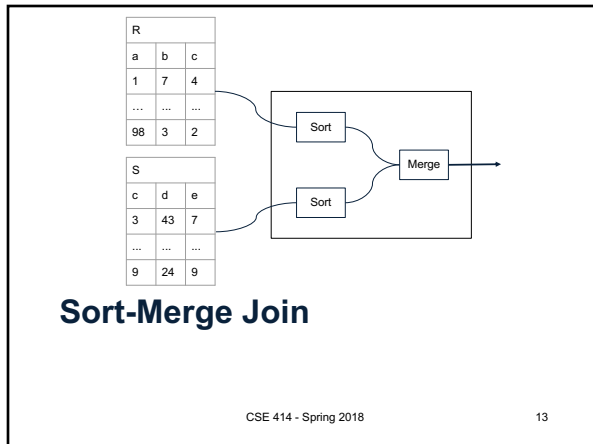 R
a b c
1 7 4
... ... ...
98 3 2
Sort
Merge
Sort
S
c d e
3 43 7
... ... ...
9 24 9
Sort-Merge Join
CSE 414 - Spring 2018 13